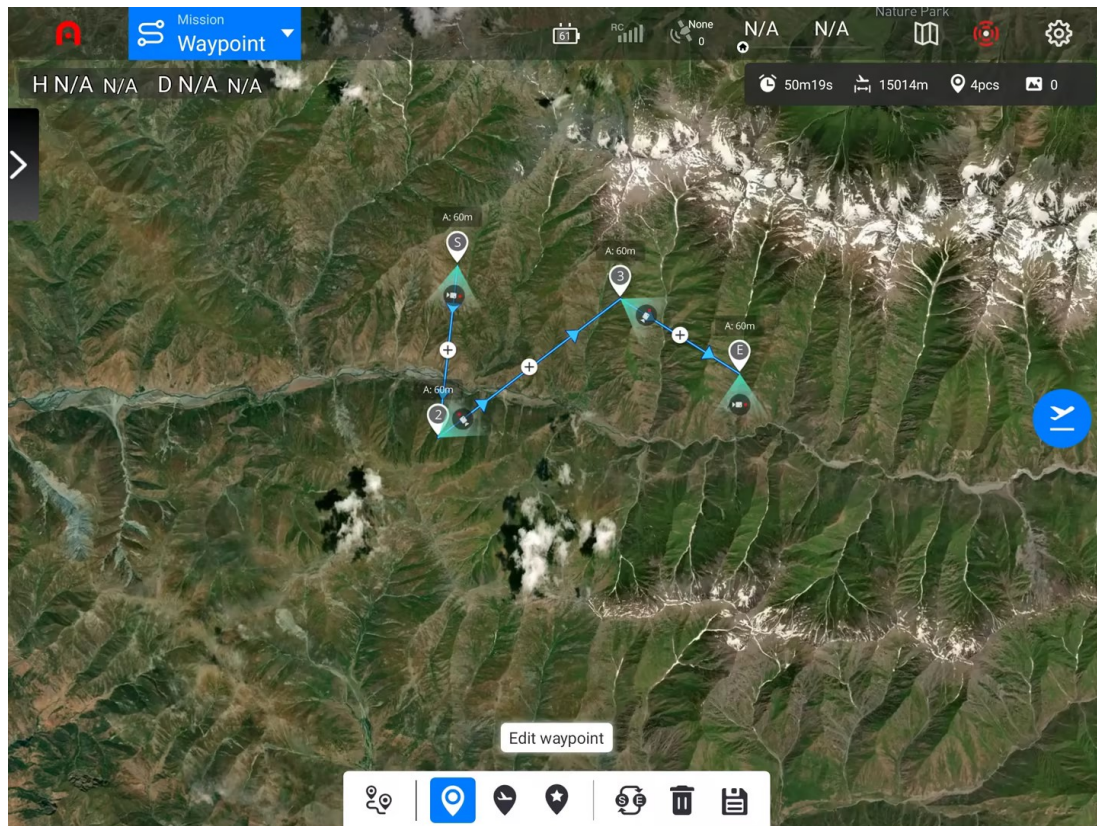 Nature Park
Mission
Waypoint
61
RC
None
0
N/A
N/A
H N/A N/A D N/A N/A
50m19s
15014m
4pcs
0
A: 60m
S
A: 60m
3
A: 60m
E
A: 60m
2
Edit waypoint
S E